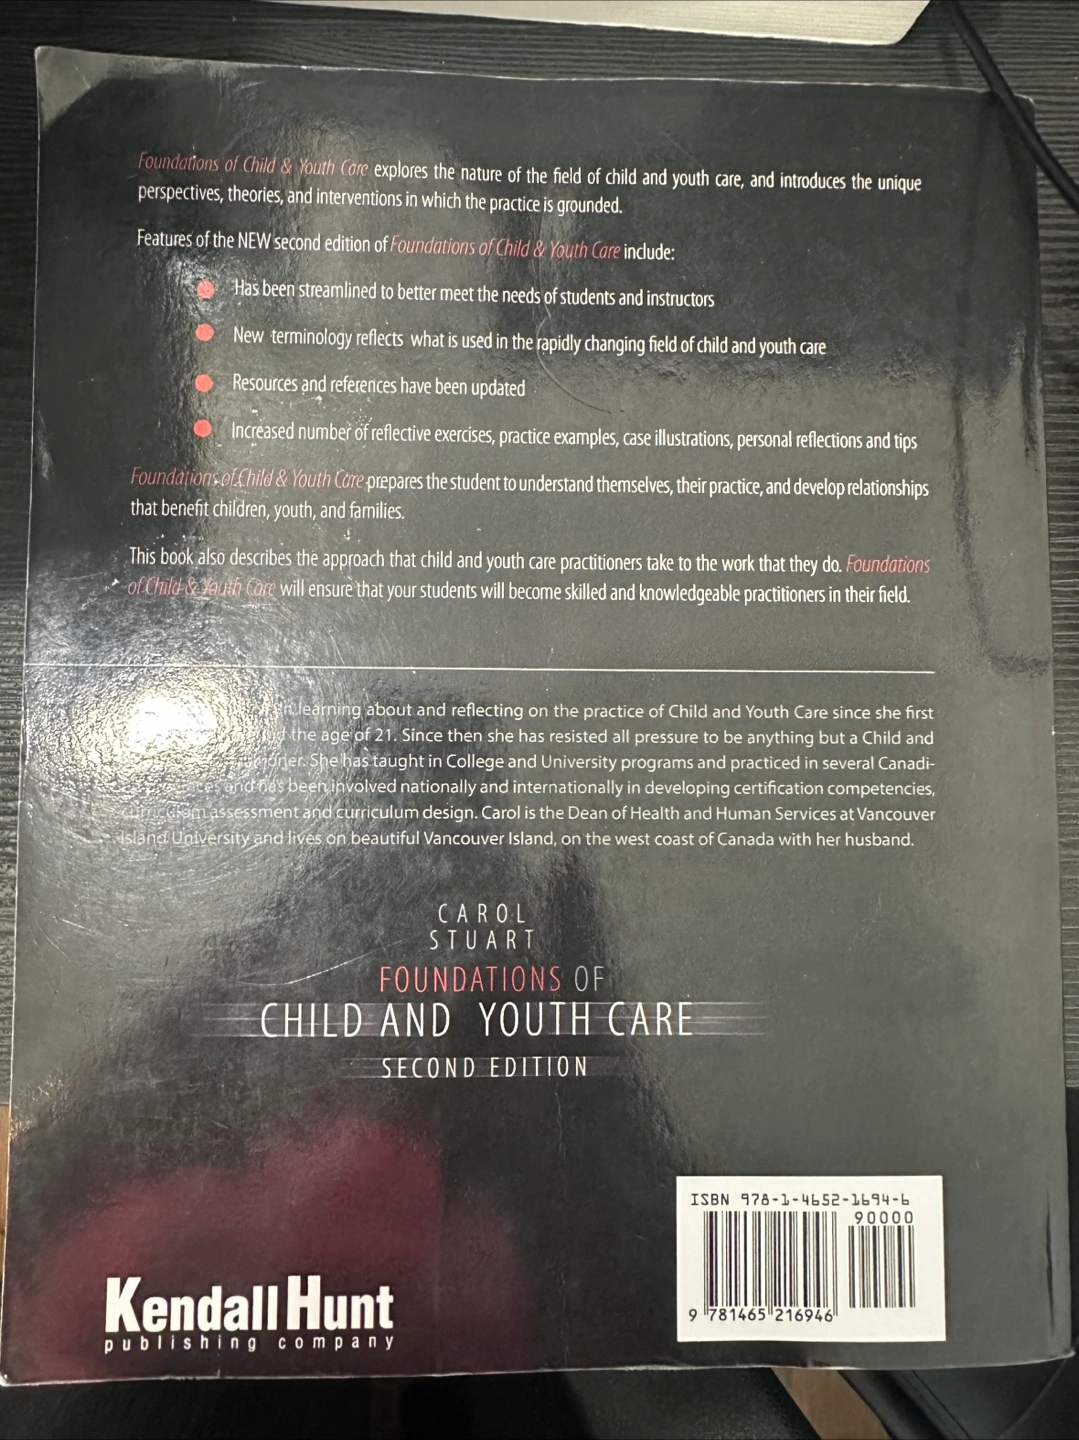 Foundations of Child & Youth Care explores the nature of the field of child and youth care, and introduces the unique
perspectives, theories, and interventions in which the practice is grounded.
Features of the NEW second edition of Foundations of Child & Youth Care include:
Has been streamlined to better meet the needs of students and instructors
New terminology reflects what is used in the rapidly changing field of child and youth care
Resources and references have been updated
Increased number of reflective exercises, practice examples, case illustrations, personal reflections and tips
Foundations of Child & Youth Care prepares the student to understand themselves, their practice, and develop relationships
that benefit children, youth, and families.
This book also describes the approach that child and youth care practitioners take to the work that they do. Foundations
of Child & Youth Care will ensure that your students will become skilled and knowledgeable practitioners in their field.
learning about and reflecting on the practice of Child and Youth Care since she first
the age of 21. Since then she has resisted all pressure to be anything but a Child and
She has taught in College and University programs and practiced in several Canadi-
and has been involved nationally and internationally in developing certification competencies,
curriculum assessment and curriculum design. Carol is the Dean of Health and Human Services at Vancouver
Island University and lives on beautiful Vancouver Island, on the west coast of Canada with her husband.
CAROL
STUART
FOUNDATIONS OF
CHILD AND YOUTH CARE
SECOND EDITION
ISBN 978-1-4652-1694-6
90000
9 781465 216946
Kendall Hunt
publishing company